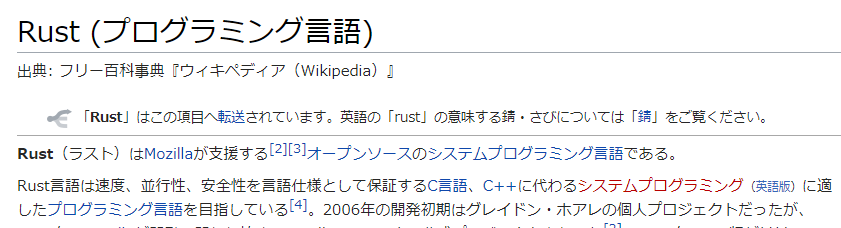 Rust (プログラミング言語)
出典: フリー百科事典『ウィキペディア（Wikipedia）』
「Rust」はこの項目へ転送されています。英語の「rust」の意味する錆・さびについては「錆」をご覧ください。
Rust（ラスト）はMozillaが支援する[2][3]オープンソースのシステムプログラミング言語である。
Rust言語は速度、並行性、安全性を言語仕様として保証するC言語、C++に代わるシステムプログラミング（英語版）に適
したプログラミング言語を目指している[4]。2006年の開発初期はグレイドン・ホアレの個人プロジェクトだったが、